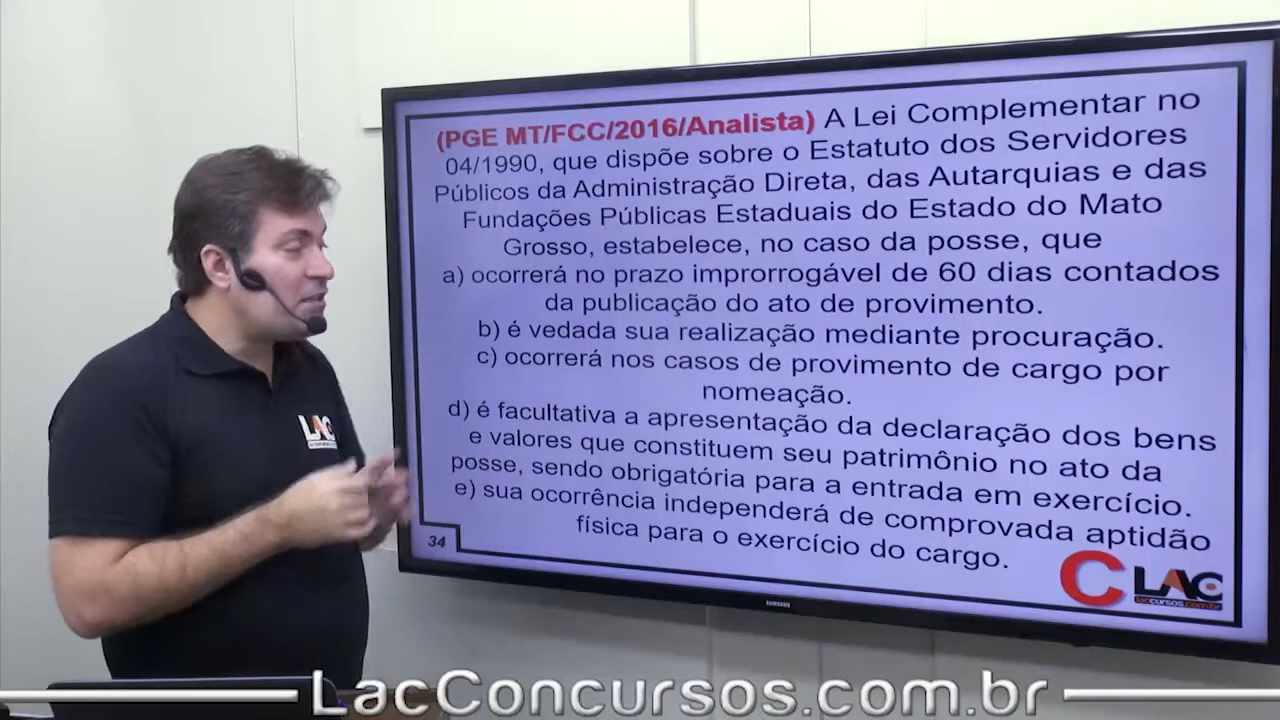 (PGE MT/FCC/2016/Analista) A Lei Complementar no
04/1990, que dispõe sobre o Estatuto dos Servidores
Públicos da Administração Direta, das Autarquias e das
Fundações Públicas Estaduais do Estado do Mato
Grosso, estabelece, no caso da posse, que
a) ocorrerá no prazo improrrogável de 60 dias contados
da publicação do ato de provimento.
b) é vedada sua realização mediante procuração.
c) ocorrerá nos casos de provimento de cargo por
nomeação.
d) é facultativa a apresentação da declaração dos bens
e valores que constituem seu patrimônio no ato da
posse, sendo obrigatória para a entrada em exercício.
e) sua ocorrência independerá de comprovada aptidão
física para o exercício do cargo.
34
C
LAC
laccursos.com.br
SAMSUNG
LAC
LacConcursos.com.br